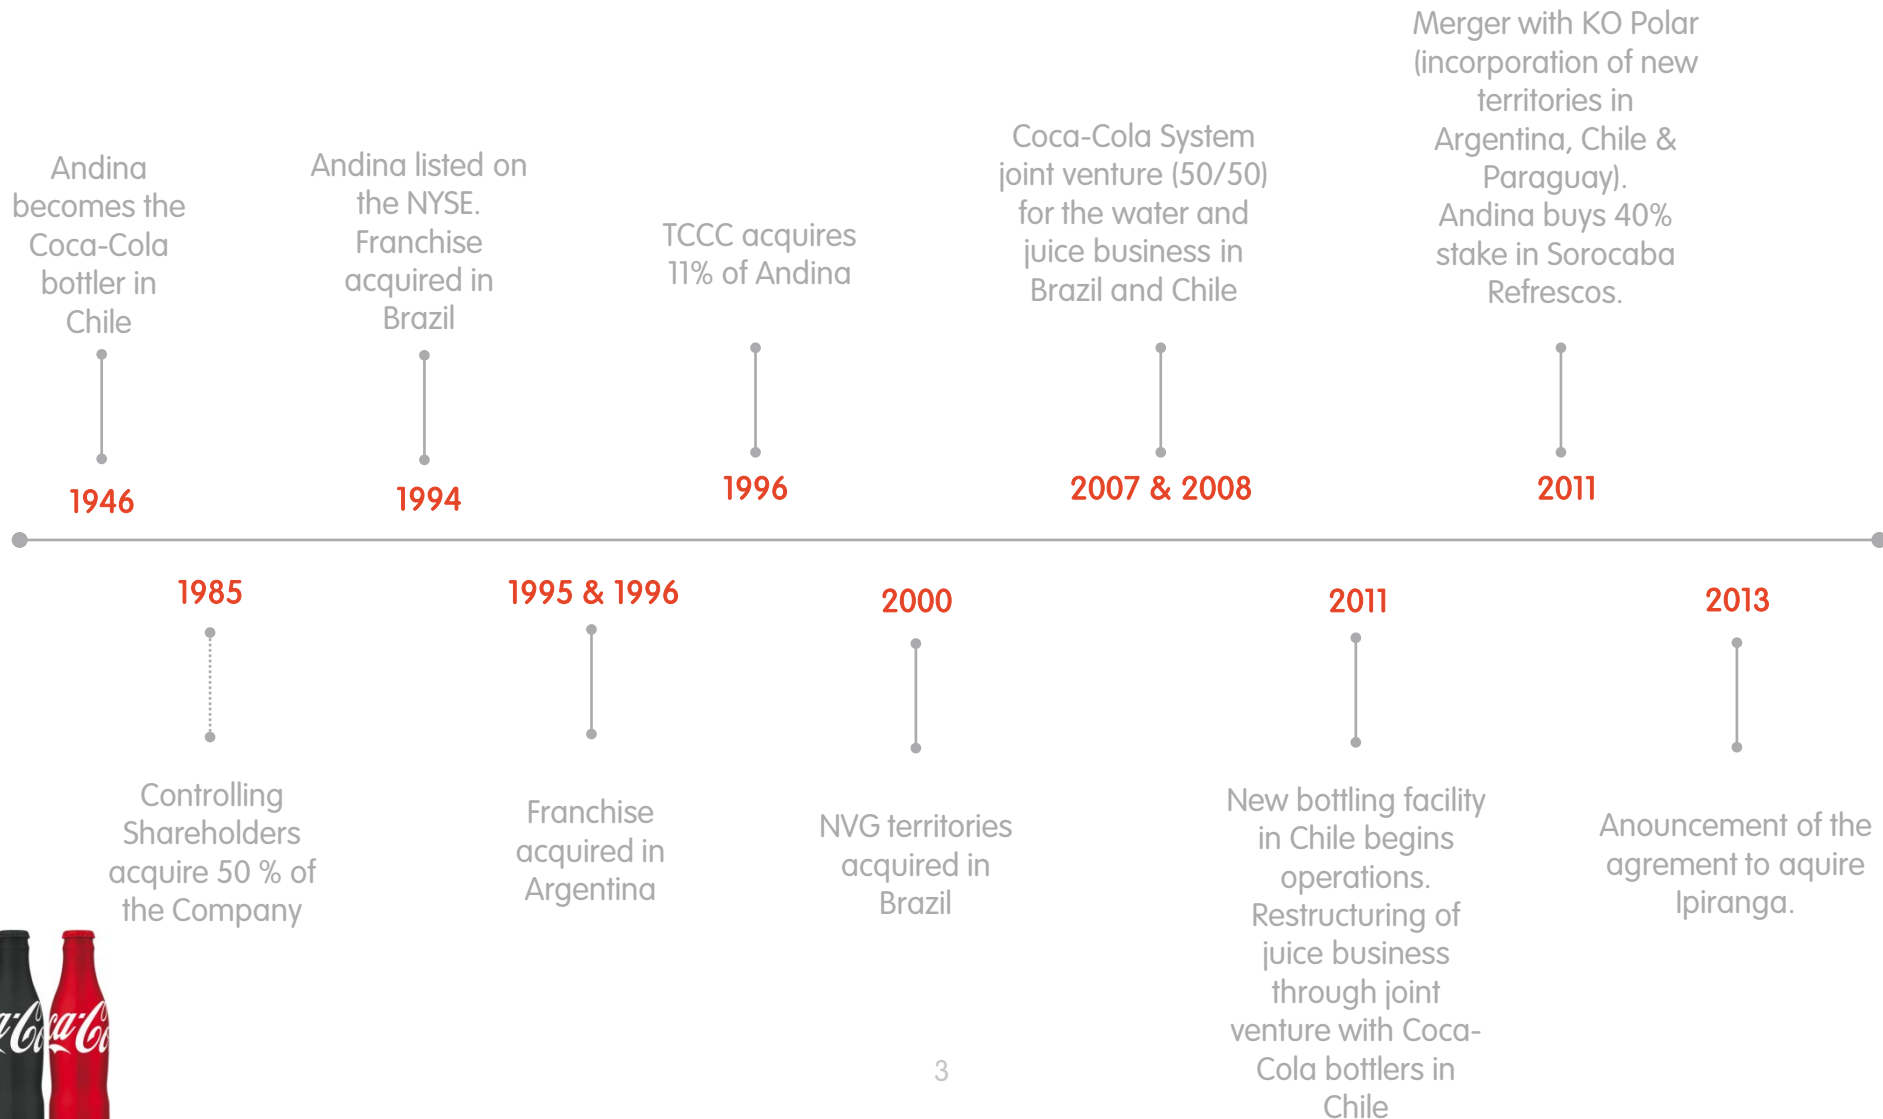 Andina
becomes the
Coca-Cola
bottler in
Chile
1946
Andina listed on
the NYSE.
Franchise
acquired in
Brazil
1994
TCCC acquires
11% of Andina
1996
Coca-Cola System
joint venture (50/50)
for the water and
juice business in
Brazil and Chile
2007 & 2008
Merger with KO Polar
(incorporation of new
territories in
Argentina, Chile &
Paraguay).
Andina buys 40%
stake in Sorocaba
Refrescos.
2011
1985
Controlling
Shareholders
acquire 50 % of
the Company
1995 & 1996
Franchise
acquired in
Argentina
2000
NVG territories
acquired in
Brazil
2011
New bottling facility
in Chile begins
operations.
Restructuring of
juice business
through joint
venture with Coca-
Cola bottlers in
Chile
2013
Anouncement of the
agrement to aquire
Ipiranga.
3